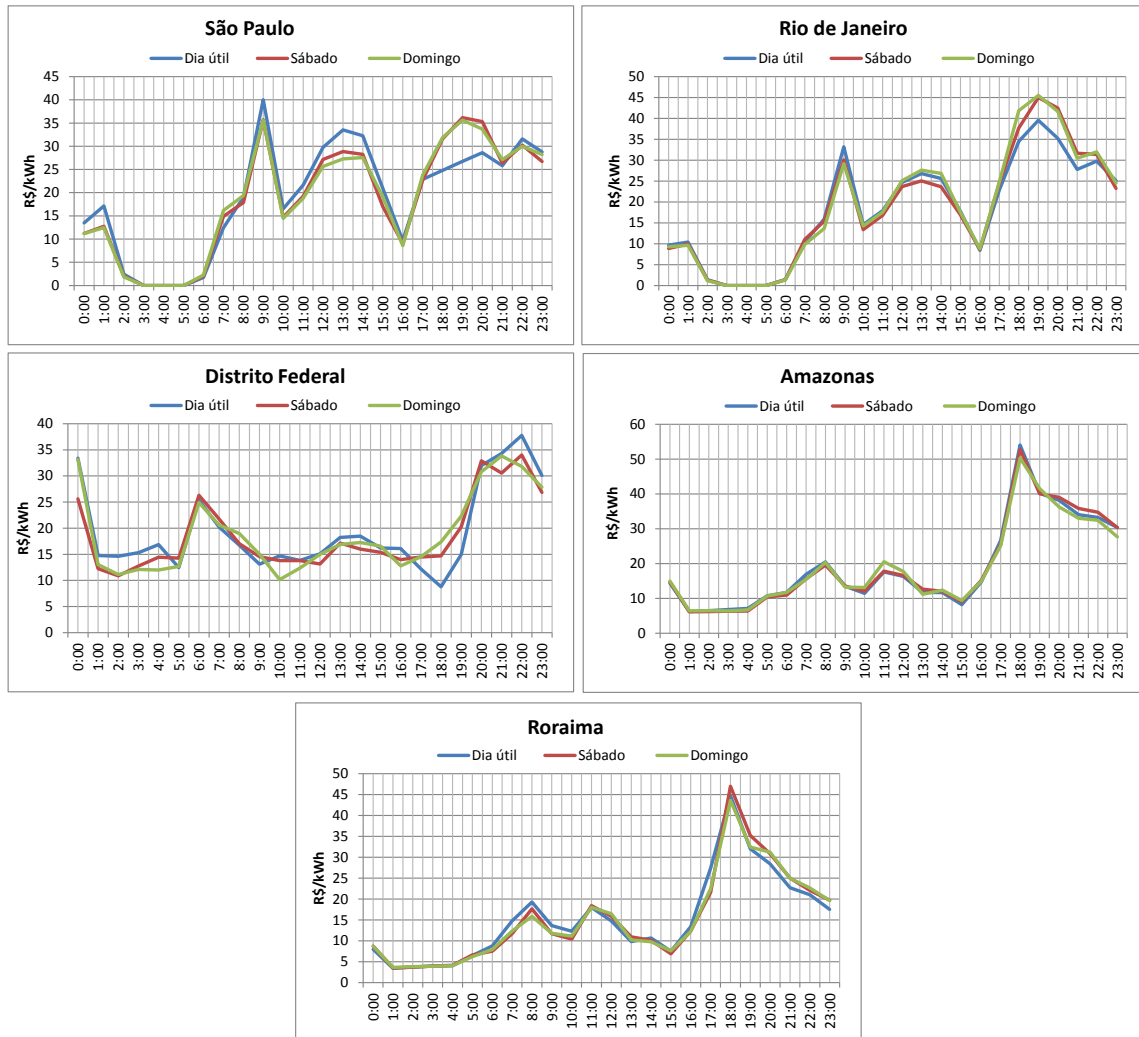 São Paulo
Dia útil Sábado Domingo
R$/kWh
45
40
35
30
25
20
15
10
5
0
0:00 1:00 2:00 3:00 4:00 5:00 6:00 7:00 8:00 9:00 10:00 11:00 12:00 13:00 14:00 15:00 16:00 17:00 18:00 19:00 20:00 21:00 22:00 23:00
Rio de Janeiro
Dia útil Sábado Domingo
R$/kWh
50
45
40
35
30
25
20
15
10
5
0
0:00 1:00 2:00 3:00 4:00 5:00 6:00 7:00 8:00 9:00 10:00 11:00 12:00 13:00 14:00 15:00 16:00 17:00 18:00 19:00 20:00 21:00 22:00 23:00
Distrito Federal
Dia útil Sábado Domingo
R$/kWh
40
35
30
25
20
15
10
5
0
0:00 1:00 2:00 3:00 4:00 5:00 6:00 7:00 8:00 9:00 10:00 11:00 12:00 13:00 14:00 15:00 16:00 17:00 18:00 19:00 20:00 21:00 22:00 23:00
Amazonas
Dia útil Sábado Domingo
R$/kWh
60
50
40
30
20
10
0
0:00 1:00 2:00 3:00 4:00 5:00 6:00 7:00 8:00 9:00 10:00 11:00 12:00 13:00 14:00 15:00 16:00 17:00 18:00 19:00 20:00 21:00 22:00 23:00
Roraima
Dia útil Sábado Domingo
R$/kWh
50
45
40
35
30
25
20
15
10
5
0
0:00 1:00 2:00 3:00 4:00 5:00 6:00 7:00 8:00 9:00 10:00 11:00 12:00 13:00 14:00 15:00 16:00 17:00 18:00 19:00 20:00 21:00 22:00 23:00